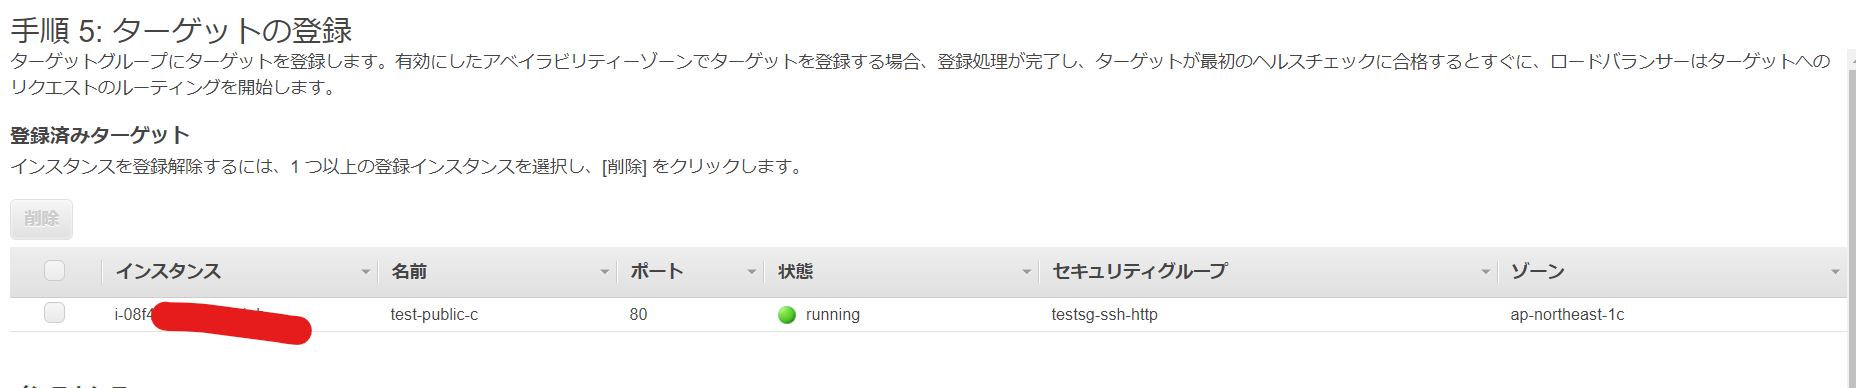 手順 5: ターゲットの登録
ターゲットグループにターゲットを登録します。有効にしたアベイラビリティーゾーンでターゲットを登録する場合、登録処理が完了し、ターゲットが最初のヘルスチェックに合格するとすぐに、ロードバランサーはターゲットへの
リクエストのルーティングを開始します。
登録済みターゲット
インスタンスを登録解除するには、1 つ以上の登録インスタンスを選択し、[削除] をクリックします。
削除
インスタンス 名前 ポート 状態 セキュリティグループ ゾーン
i-08f4 test-public-c 80 running testsg-ssh-http ap-northeast-1c